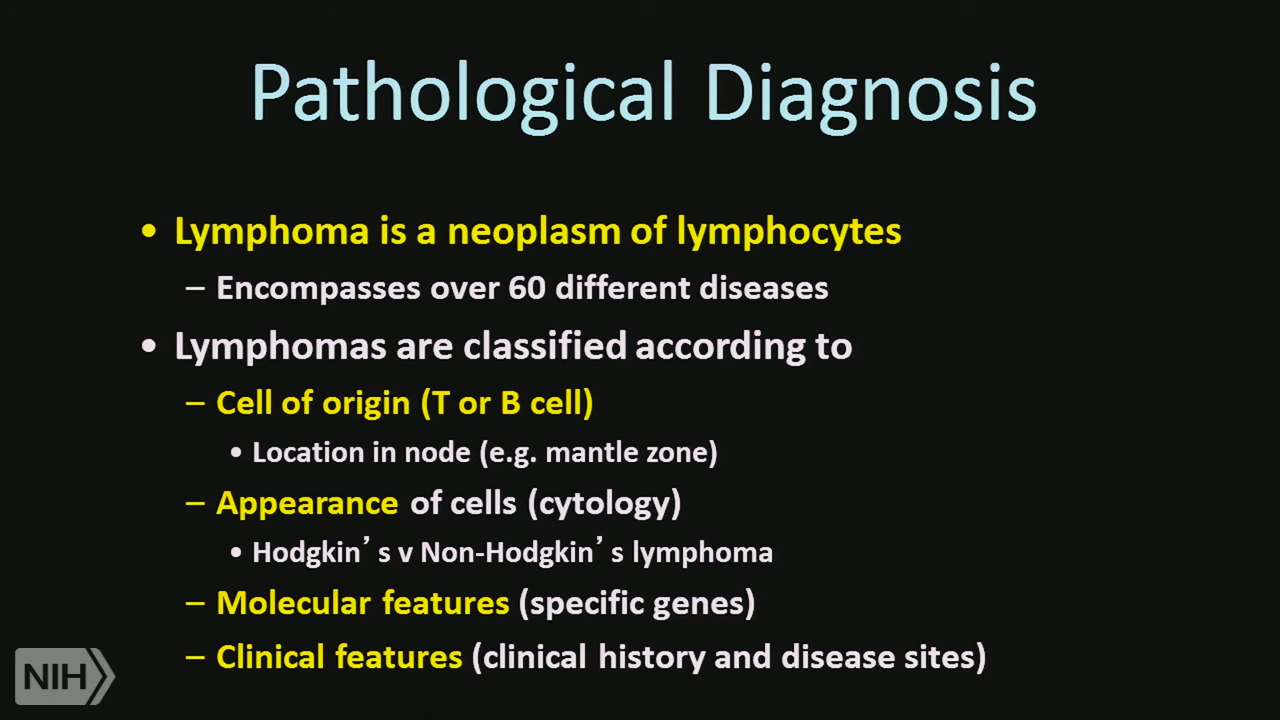 Pathological Diagnosis
• Lymphoma is a neoplasm of lymphocytes
– Encompasses over 60 different diseases
• Lymphomas are classified according to
– Cell of origin (T or B cell)
• Location in node (e.g. mantle zone)
– Appearance of cells (cytology)
• Hodgkin’ s v Non-Hodgkin’ s lymphoma
– Molecular features (specific genes)
– Clinical features (clinical history and disease sites)
NIH